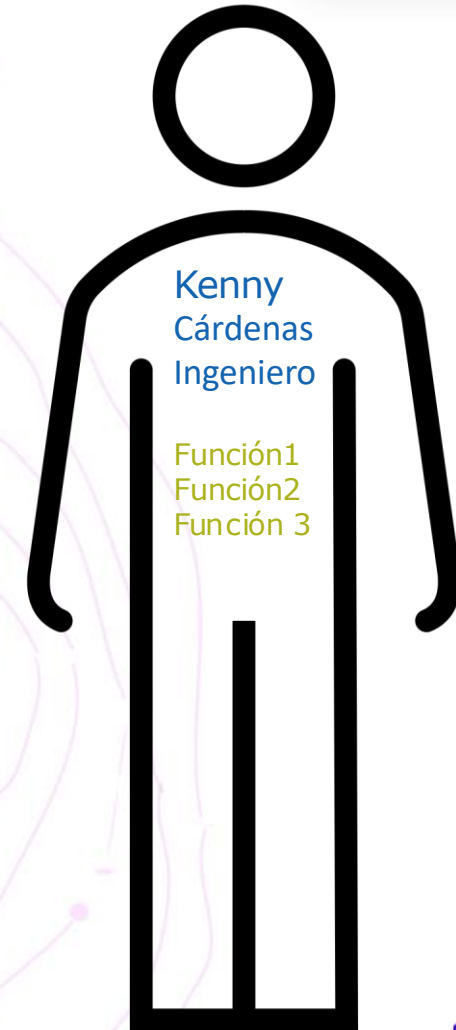 Kenny
Cárdenas
Ingeniero
Función1
Función2
Función 3